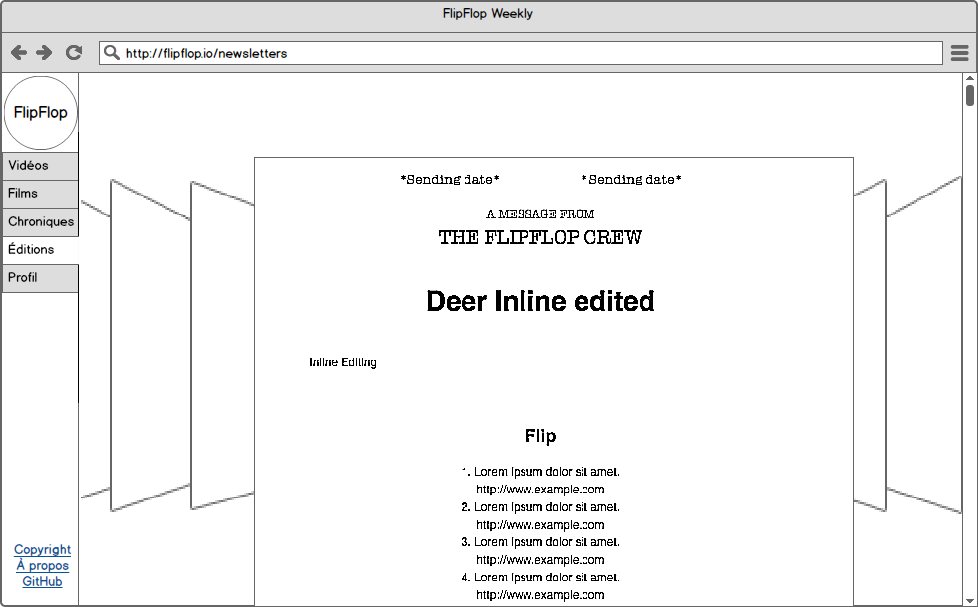 FlipFlop Weekly
http://flipflop.io/newsletters
FlipFlop
Vidéos
Films
Chroniques
Éditions
Profil
Copyright
À propos
GitHub
*Sending date* *Sending date*
A MESSAGE FROM
THE FLIPFLOP CREW
Deer Inline edited
Inline Editing
Flip
1. Lorem ipsum dolor sit amet.
http://www.example.com
2. Lorem ipsum dolor sit amet.
http://www.example.com
3. Lorem ipsum dolor sit amet.
http://www.example.com
4. Lorem ipsum dolor sit amet.
http://www.example.com